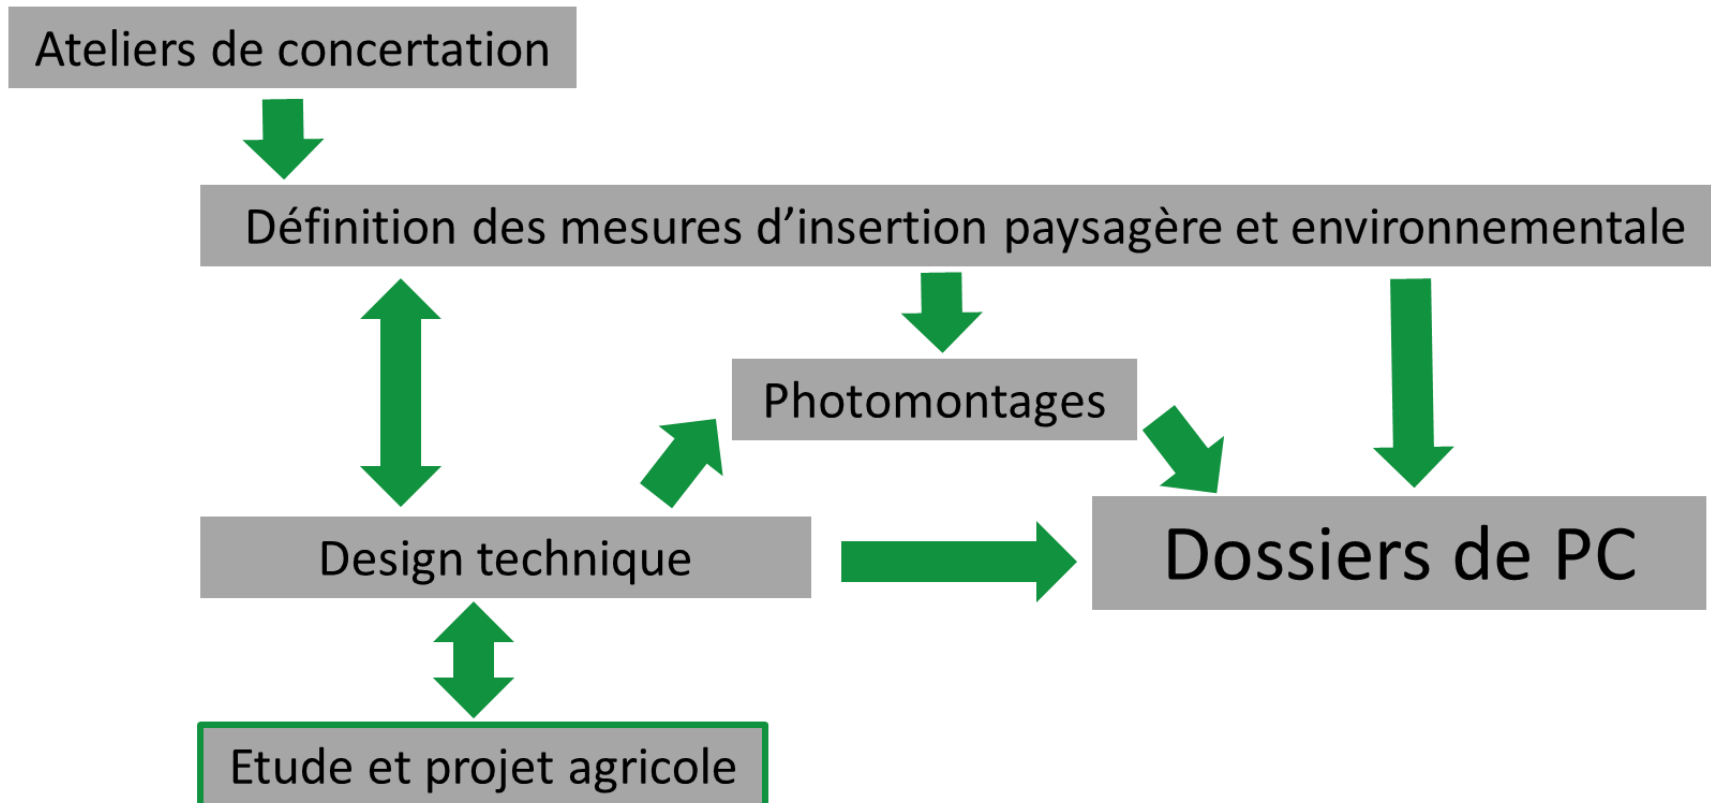 Ateliers de concertation
Définition des mesures d’insertion paysagère et environnementale
Photomontages
Design technique
Dossiers de PC
Etude et projet agricole